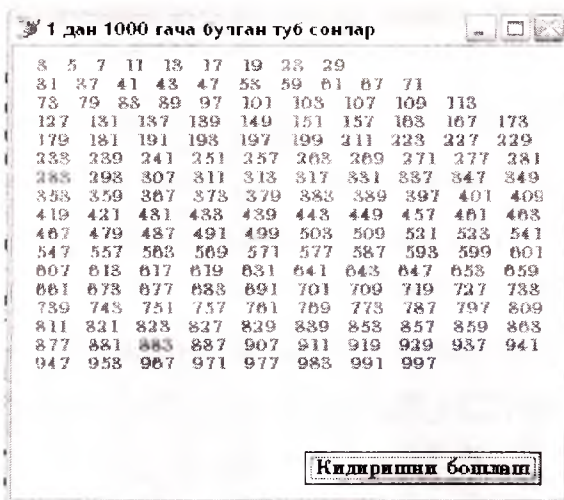 1 дан 1000 гача бутган туб сонлар
3 5 7 11 13 17 19 23 29
31 37 41 43 47 53 59 61 67 71
73 79 83 89 97 101 103 107 109 113
127 131 137 139 149 151 157 163 167 173
179 181 191 193 197 199 211 223 227 229
233 239 241 251 257 263 269 271 277 281
283 293 307 311 313 317 331 337 347 349
353 359 367 373 379 383 389 397 401 409
419 421 431 433 439 443 449 457 461 463
467 479 487 491 499 503 509 521 523 541
547 557 563 569 571 577 587 593 599 601
607 613 617 619 631 641 643 647 653 659
661 673 677 683 691 701 709 719 727 733
739 743 751 757 761 769 773 787 797 809
811 821 823 827 829 839 853 857 859 863
877 881 883 887 907 911 919 929 937 941
947 953 967 971 977 983 991 997
Кидиришни бошлаш